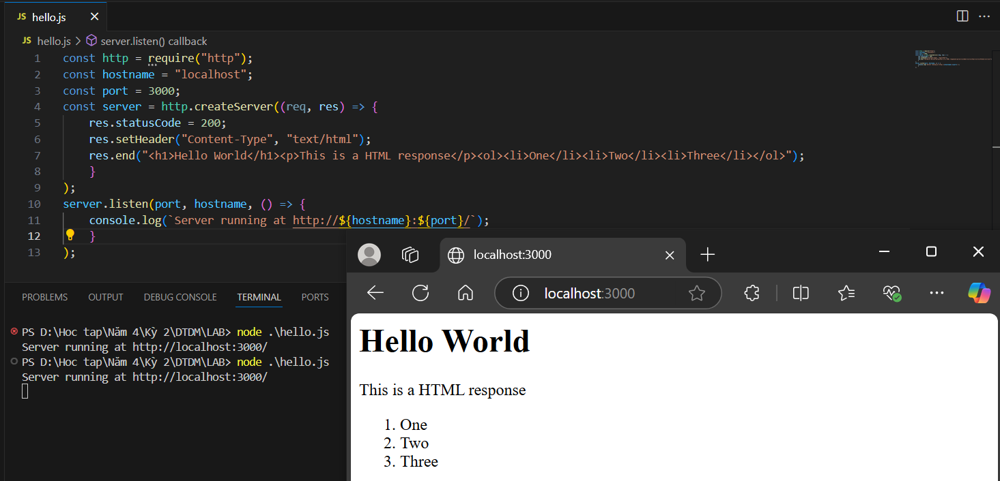 JS hello.js
JS hello.js > server.listen() callback
1 const http = require("http");
2 const hostname = "localhost";
3 const port = 3000;
4 const server = http.createServer((req, res) => {
5 res.statusCode = 200;
6 res.setHeader("Content-Type", "text/html");
7 res.end("<h1>Hello World</h1><p>This is a HTML response</p><ol><li>One</li><li>Two</li><li>Three</li></ol>");
8 }
9 );
10 server.listen(port, hostname, () => {
11 console.log(`Server running at http://${hostname}:${port}/`);
12 }
13 );
PROBLEMS OUTPUT DEBUG CONSOLE TERMINAL PORTS
PS D:\Hoc tap\Năm 4\Kỳ 2\DTDM\LAB> node .\hello.js
Server running at http://localhost:3000/
PS D:\Hoc tap\Năm 4\Kỳ 2\DTDM\LAB> node .\hello.js
Server running at http://localhost:3000/
localhost:3000
localhost:3000
Hello World
This is a HTML response
1. One
2. Two
3. Three